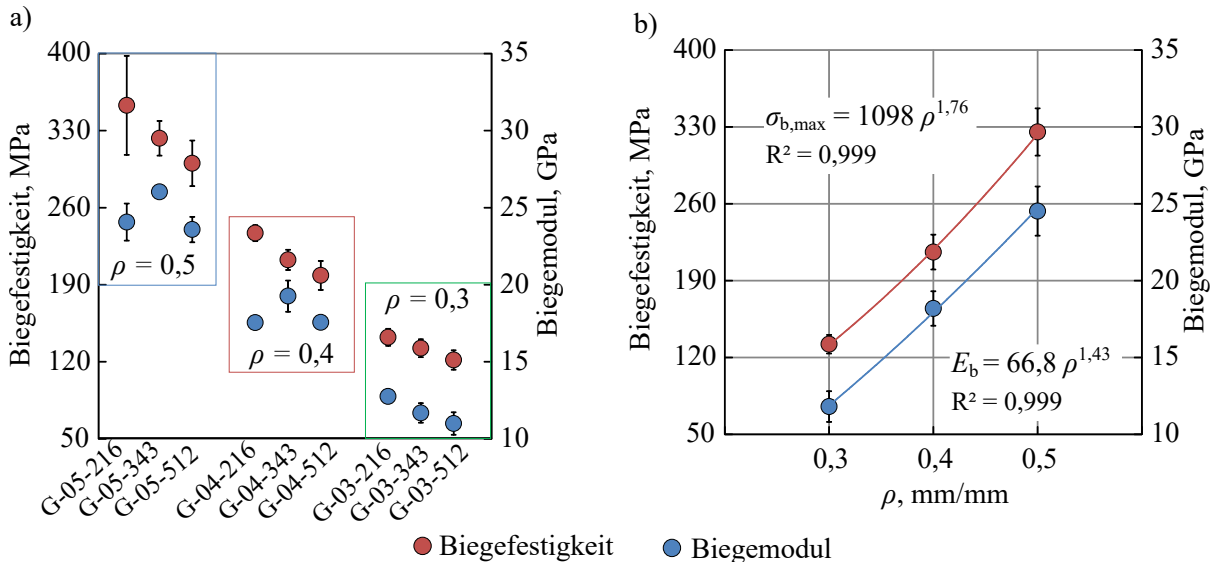 a)
Biegefestigkeit, MPa
400
330
260
190
120
50
35
30
25
20
15
10
Biegemodul, GPa
ρ = 0,5
ρ = 0,4
ρ = 0,3
G-05-216
G-05-343
G-05-512
G-04-216
G-04-343
G-04-512
G-03-216
G-03-343
G-03-512
b)
Biegefestigkeit, MPa
400
330
260
190
120
50
35
30
25
20
15
10
Biegemodul, GPa
σb,max = 1098 ρ^1,76
R² = 0,999
Eb = 66,8 ρ^1,43
R² = 0,999
0,3 0,4 0,5
ρ, mm/mm
Biegefestigkeit Biegemodul